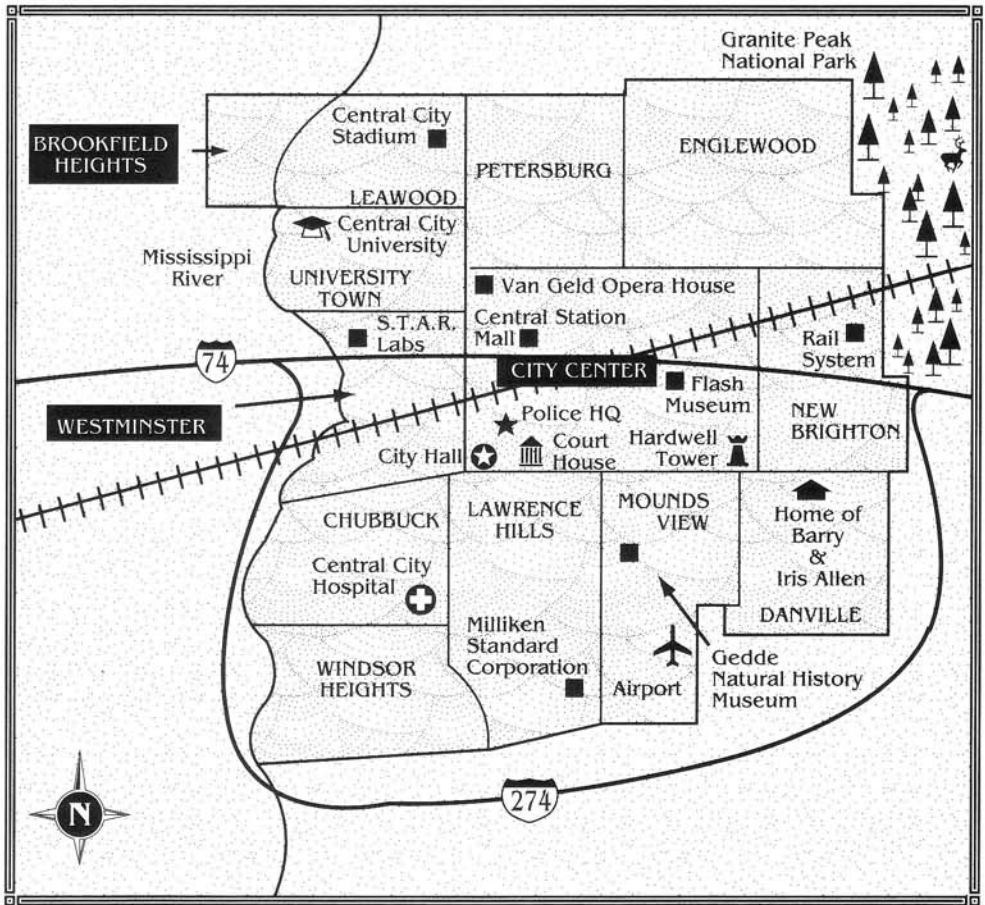 Granite Peak
National Park
BROOKFIELD
HEIGHTS
Central City
Stadium
LEAWOOD
PETERSBURG
ENGLEWOOD
Central City
University
UNIVERSITY
TOWN
Mississippi
River
Van Geld Opera House
S.T.A.R.
Labs
Central Station
Mall
Rail
System
74
CITY CENTER
WESTMINSTER
Flash
Museum
NEW
BRIGHTON
Police HQ
City Hall
Court
House
Hardwell
Tower
CHUBBUCK
Central City
Hospital
LAWRENCE
HILLS
MOUNDS
VIEW
Home of
Barry
&
Iris Allen
DANVILLE
WINDSOR
HEIGHTS
Milliken
Standard
Corporation
Airport
Gedde
Natural History
Museum
274
N